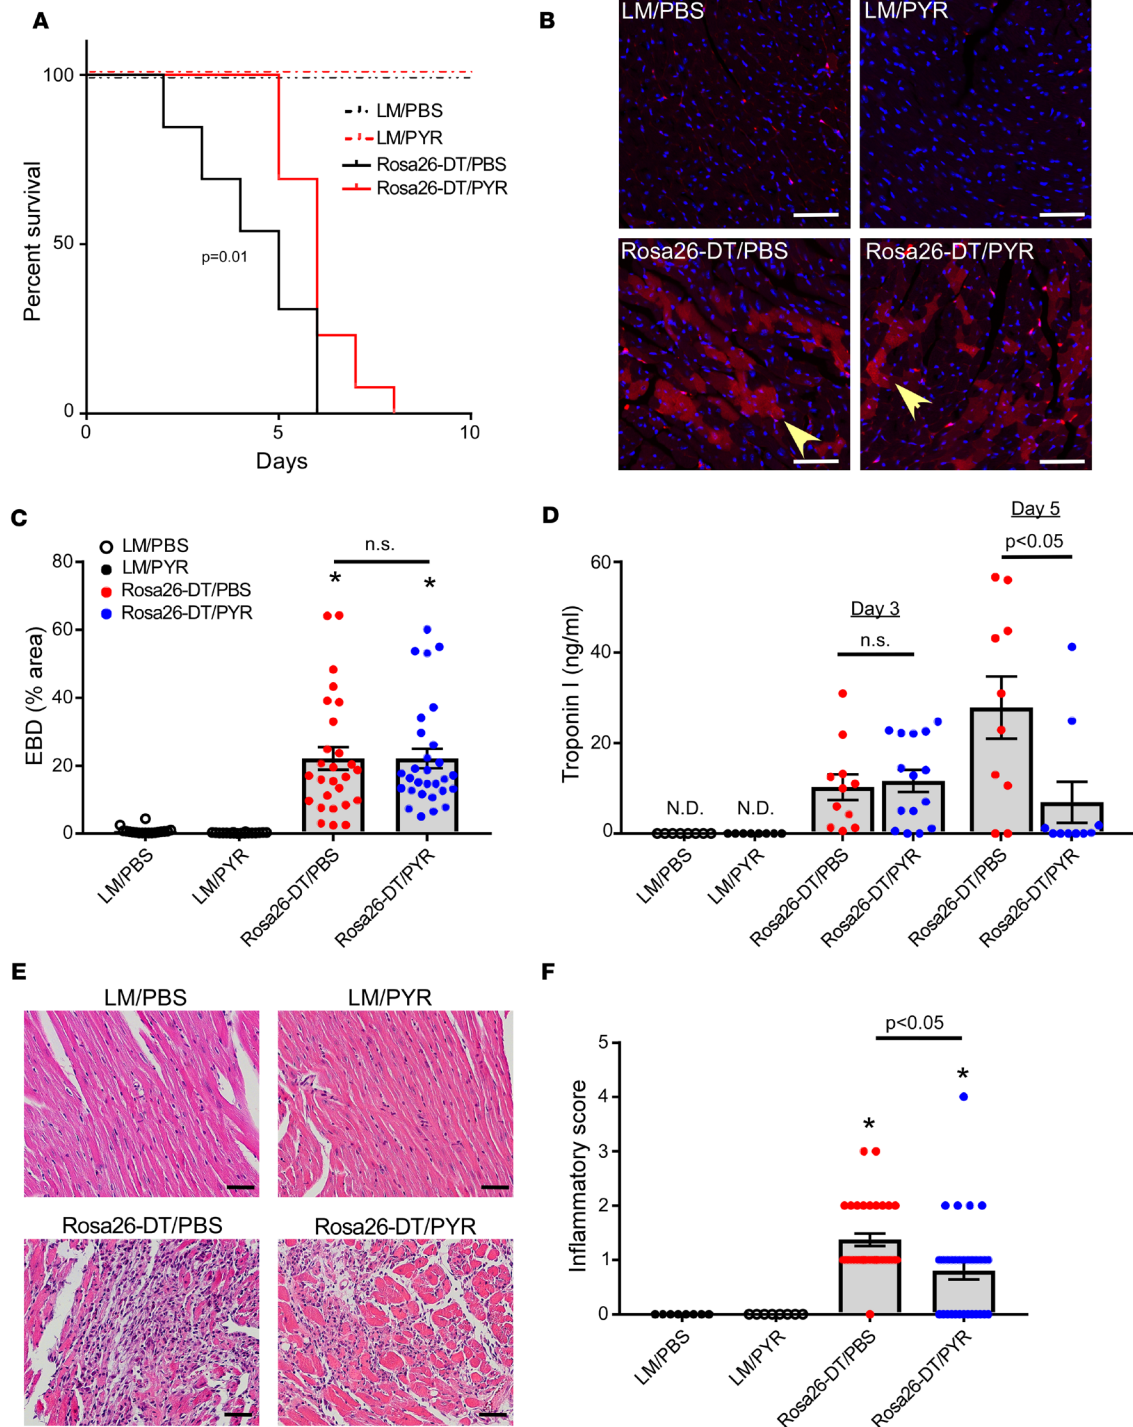 A
100
50
0
0
5
10
Percent survival
Days
LM/PBS
LM/PYR
Rosa26-DT/PBS
Rosa26-DT/PYR
p=0.01
B
LM/PBS
LM/PYR
Rosa26-DT/PBS
Rosa26-DT/PYR
C
LM/PBS
LM/PYR
Rosa26-DT/PBS
Rosa26-DT/PYR
n.s.
*
*
80
60
40
20
0
EBD (% area)
LM/PBS
LM/PYR
Rosa26-DT/PBS
Rosa26-DT/PYR
D
Day 5
p<0.05
Day 3
n.s.
N.D.
N.D.
60
40
20
0
Troponin I (ng/ml)
LM/PBS
LM/PYR
Rosa26-DT/PBS
Rosa26-DT/PYR
Rosa26-DT/PBS
Rosa26-DT/PYR
E
LM/PBS
LM/PYR
Rosa26-DT/PBS
Rosa26-DT/PYR
F
p<0.05
*
*
5
4
3
2
1
0
Inflammatory score
LM/PBS
LM/PYR
Rosa26-DT/PBS
Rosa26-DT/PYR